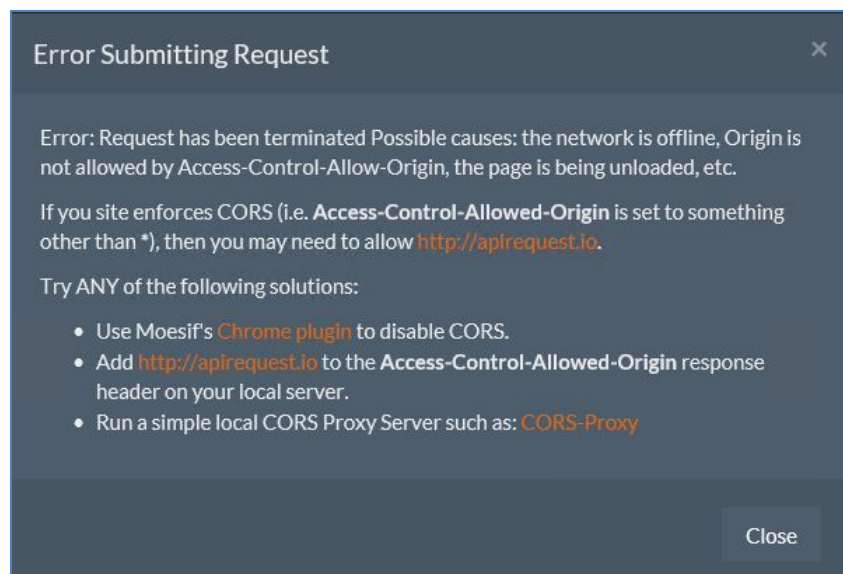 Error Submitting Request
×
Error: Request has been terminated Possible causes: the network is offline, Origin is
not allowed by Access-Control-Allow-Origin, the page is being unloaded, etc.
If you site enforces CORS (i.e. Access-Control-Allowed-Origin is set to something
other than *), then you may need to allow http://apirequest.io.
Try ANY of the following solutions:
• Use Moesif's Chrome plugin to disable CORS.
• Add http://apirequest.io to the Access-Control-Allowed-Origin response
header on your local server.
• Run a simple local CORS Proxy Server such as: CORS-Proxy
Close